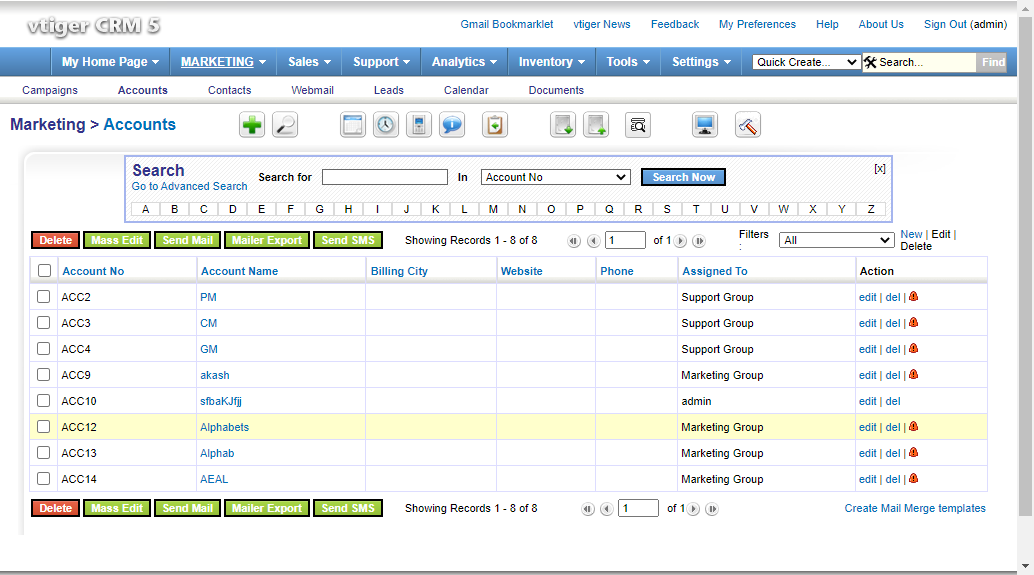 vtiger CRM 5
Gmail Bookmarklet vtiger News Feedback My Preferences Help About Us Sign Out (admin)
My Home Page MARKETING Sales Support Analytics Inventory Tools Settings Quick Create... Search... Find
Campaigns Accounts Contacts Webmail Leads Calendar Documents
Marketing > Accounts
Search
Go to Advanced Search
Search for In Account No Search Now [x]
A B C D E F G H I J K L M N O P Q R S T U V W X Y Z
Delete Mass Edit Send Mail Mailer Export Send SMS Showing Records 1 - 8 of 8 1 of 1 Filters : All New | Edit | Delete
Account No Account Name Billing City Website Phone Assigned To Action
ACC2 PM Support Group edit | del |
ACC3 CM Support Group edit | del |
ACC4 GM Support Group edit | del |
ACC9 akash Marketing Group edit | del |
ACC10 sfbaKJfjj admin edit | del
ACC12 Alphabets Marketing Group edit | del |
ACC13 Alphab Marketing Group edit | del |
ACC14 AEAL Marketing Group edit | del |
Delete Mass Edit Send Mail Mailer Export Send SMS Showing Records 1 - 8 of 8 1 of 1 Create Mail Merge templates